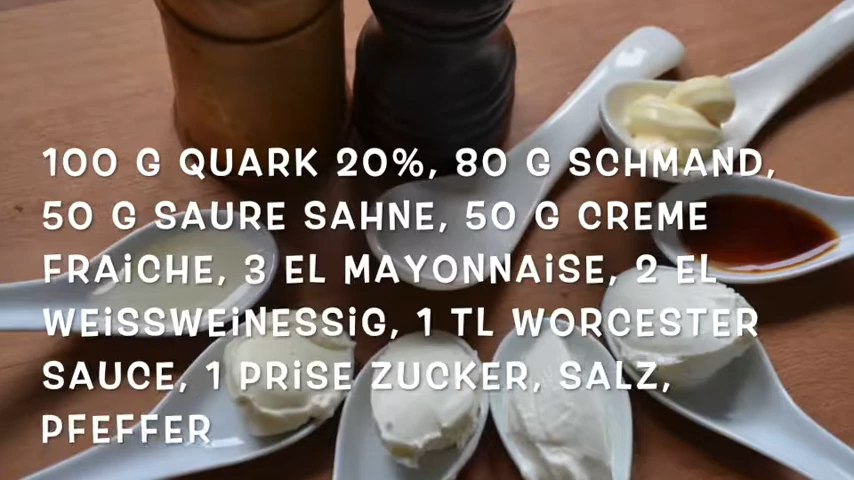 100 G QUARK 20%, 80 G SCHMAND,
50 G SAURE SAHNE, 50 G CREME
FRAiCHE, 3 EL MAYONNAiSE, 2 EL
WEiSSWEiNESSiG, 1 TL WORCESTER
SAUCE, 1 PRiSE ZUCKER, SALZ,
PFEFFER